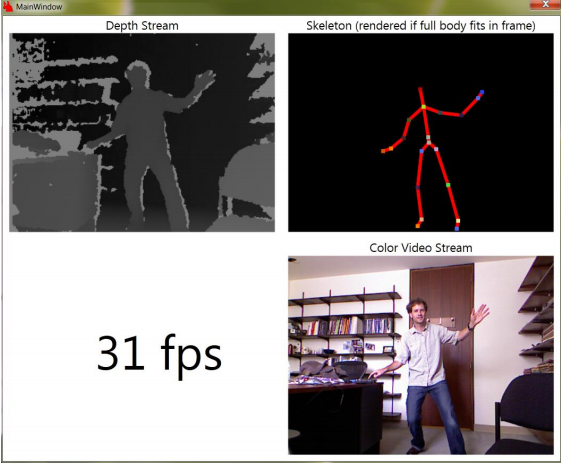 MainWindow
Depth Stream
Skeleton (rendered if full body fits in frame)
Color Video Stream
31 fps